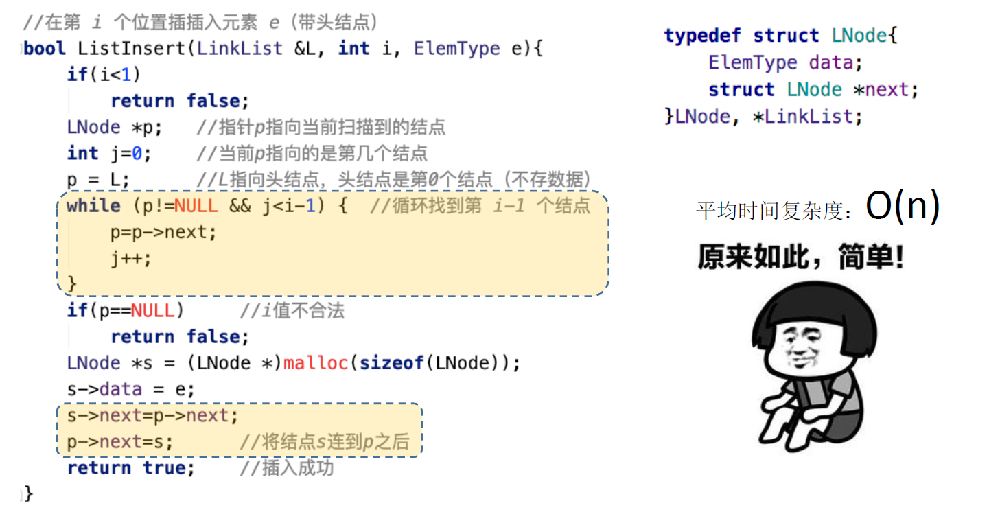 //在第 i 个位置插插入元素 e（带头结点）
bool ListInsert(LinkList &L, int i, ElemType e){
if(i<1)
return false;
LNode *p;   //指针p指向当前扫描到的结点
int j=0;    //当前p指向的是第几个结点
p = L;      //L指向头结点，头结点是第0个结点（不存数据）
while (p!=NULL && j<i-1) {  //循环找到第 i-1 个结点
p=p->next;
j++;
}
if(p==NULL)     //i值不合法
return false;
LNode *s = (LNode *)malloc(sizeof(LNode));
s->data = e;
s->next=p->next;
p->next=s;      //将结点s连到p之后
return true;    //插入成功
}
typedef struct LNode{
ElemType data;
struct LNode *next;
}LNode, *LinkList;
平均时间复杂度：O(n)
原来如此，简单!